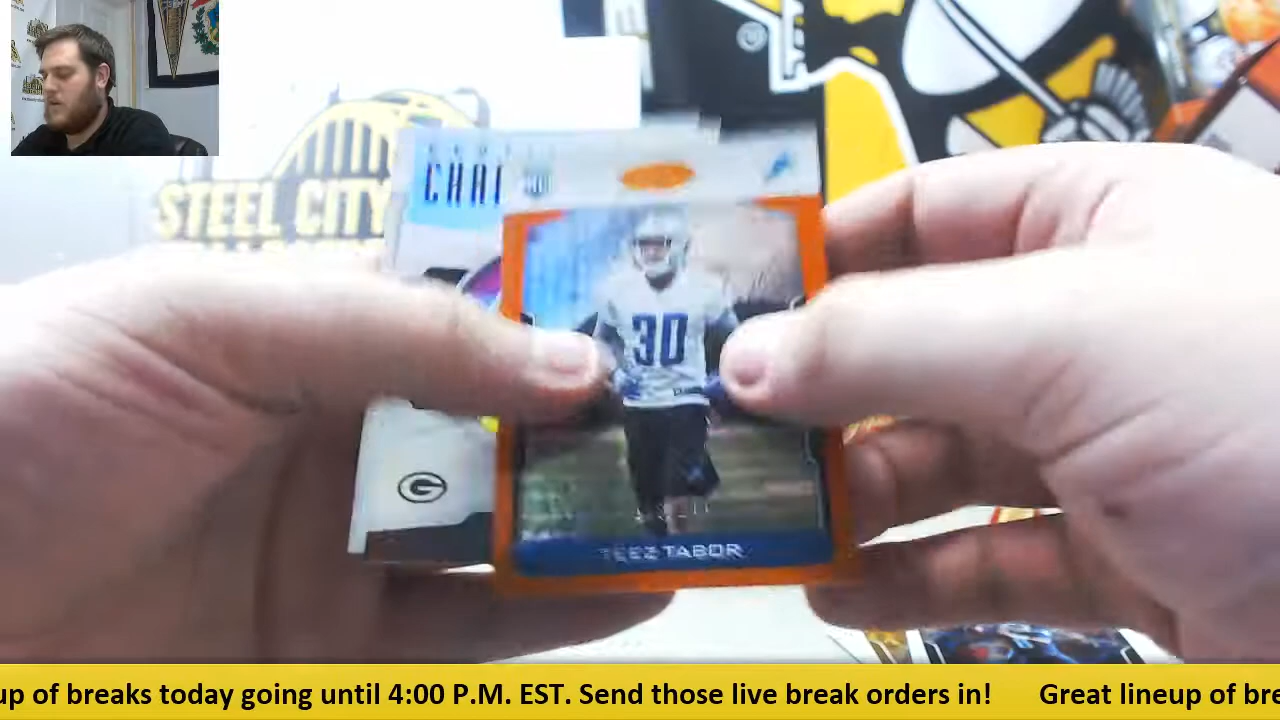 STEEL CITY
CHA
30
TEEZ TABOR
G
up of breaks today going until 4:00 P.M. EST. Send those live break orders in! Great lineup of bre